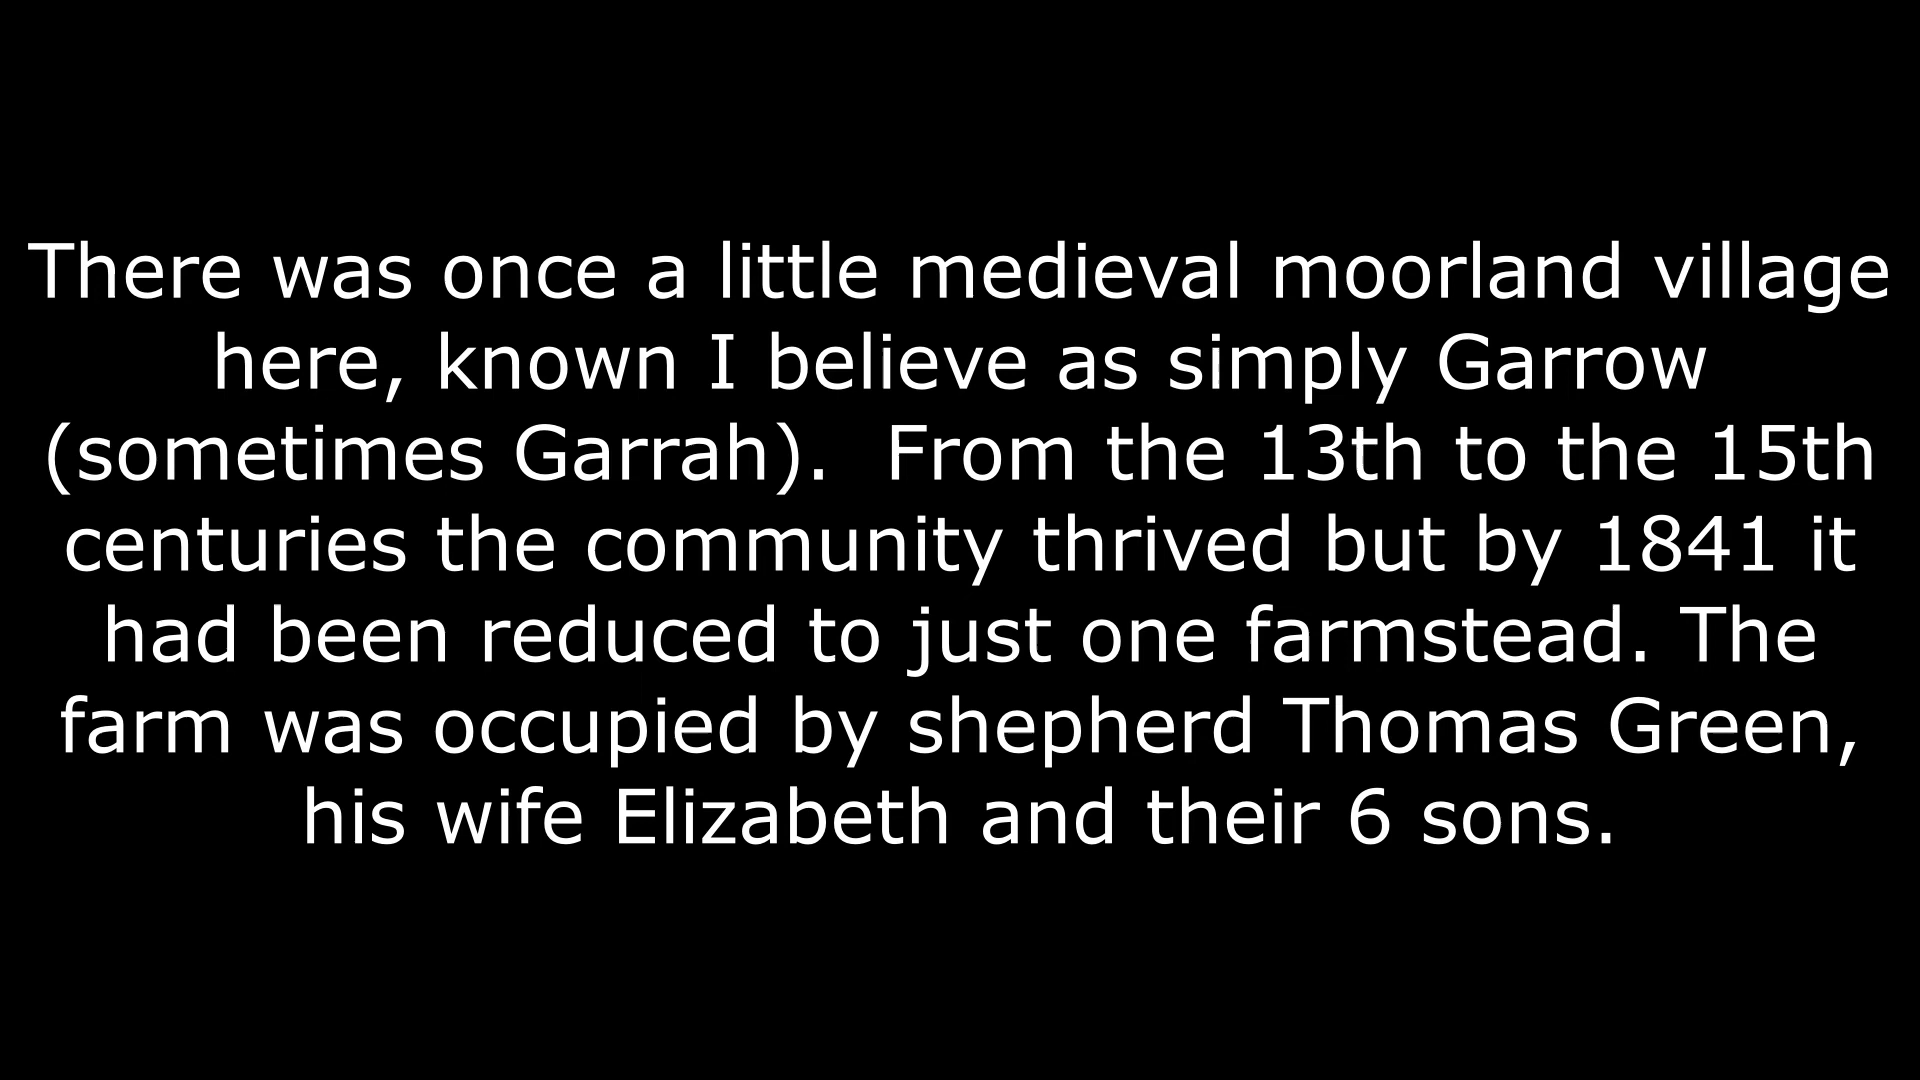 There was once a little medieval moorland village
here, known I believe as simply Garrow
(sometimes Garrah).  From the 13th to the 15th
centuries the community thrived but by 1841 it
had been reduced to just one farmstead. The
farm was occupied by shepherd Thomas Green,
his wife Elizabeth and their 6 sons.